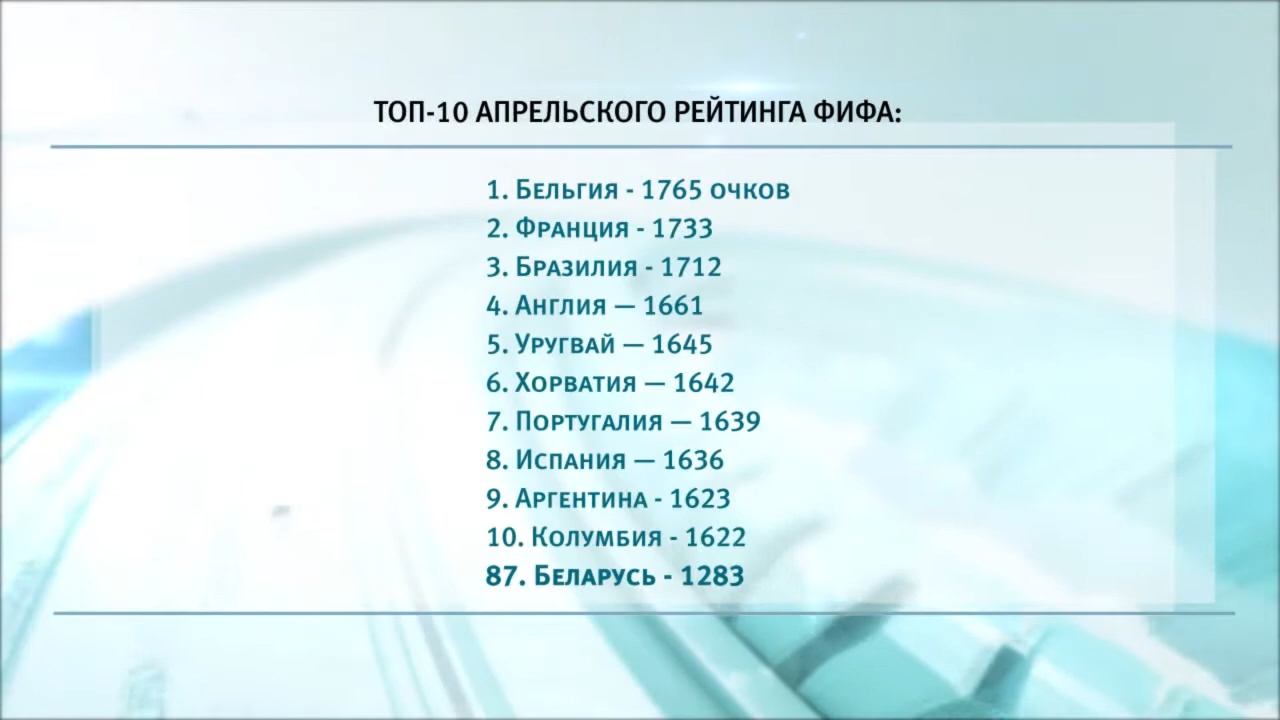 ТОП-10 АПРЕЛЬСКОГО РЕЙТИНГА ФИФА:
1. Бельгия - 1765 очков
2. Франция - 1733
3. Бразилия - 1712
4. Англия — 1661
5. Уругвай — 1645
6. Хорватия — 1642
7. Португалия — 1639
8. Испания — 1636
9. Аргентина - 1623
10. Колумбия - 1622
87. Беларусь - 1283